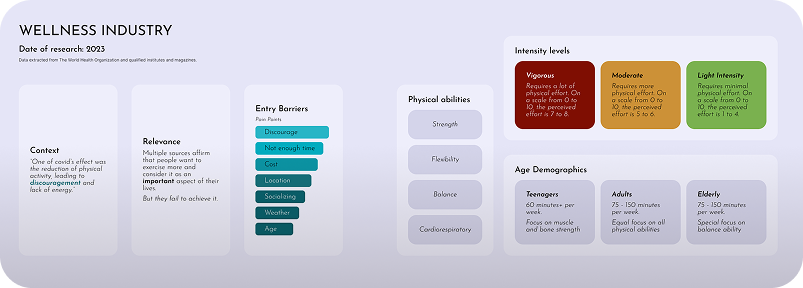 WELLNESS INDUSTRY
Date of research: 2023
Data extracted from The World Health Organization and qualified institutes and magazines.
Context
"One of covid's effect was
the reduction of physical
activity, leading to
discouragement and
lack of energy."
Relevance
Multiple sources affirm
that people want to
exercise more and
consider it as an
important aspect of their
lives.
But they fail to achieve it.
Entry Barriers
Pain Points
Discourage
Not enough time
Cost
Location
Socializing
Weather
Age
Physical abilities
Strength
Flexibility
Balance
Cardiorespiratory
Intensity levels
Vigorous
Requires a lot of
physical effort. On
a scale from 0 to
10, the perceived
effort is 7 to 8.
Moderate
Requires more
physical effort. On
a scale from 0 to
10, the perceived
effort is 5 to 6.
Light Intensity
Requires minimal
physical effort. On
a scale from 0 to
10, the perceived
effort is 1 to 4.
Age Demographics
Teenagers
60 minutes+ per
week.
Focus on muscle
and bone strength
Adults
75 - 150 minutes
per week.
Equal focus on all
physical abilities
Elderly
75 - 150 minutes
per week.
Special focus on
balance ability